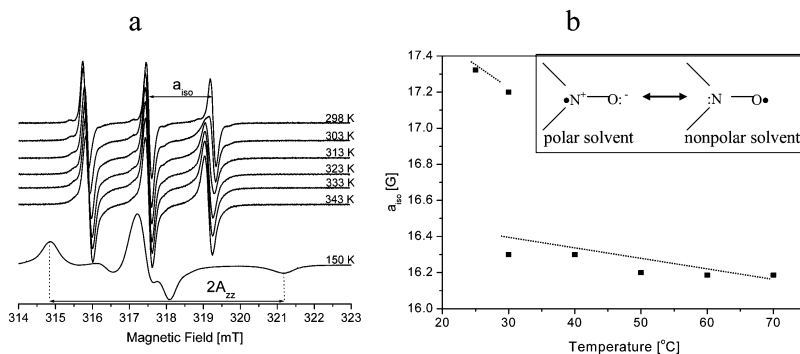 a
a_iso
298 K
303 K
313 K
323 K
333 K
343 K
150 K
2A_zz
314 315 316 317 318 319 320 321 322 323
Magnetic Field [mT]
b
17.4
17.2
17.0
16.8
16.6
16.4
16.2
16.0
a_iso [G]
•N⁺ O:⁻ :N O•
polar solvent nonpolar solvent
20 30 40 50 60 70
Temperature [°C]